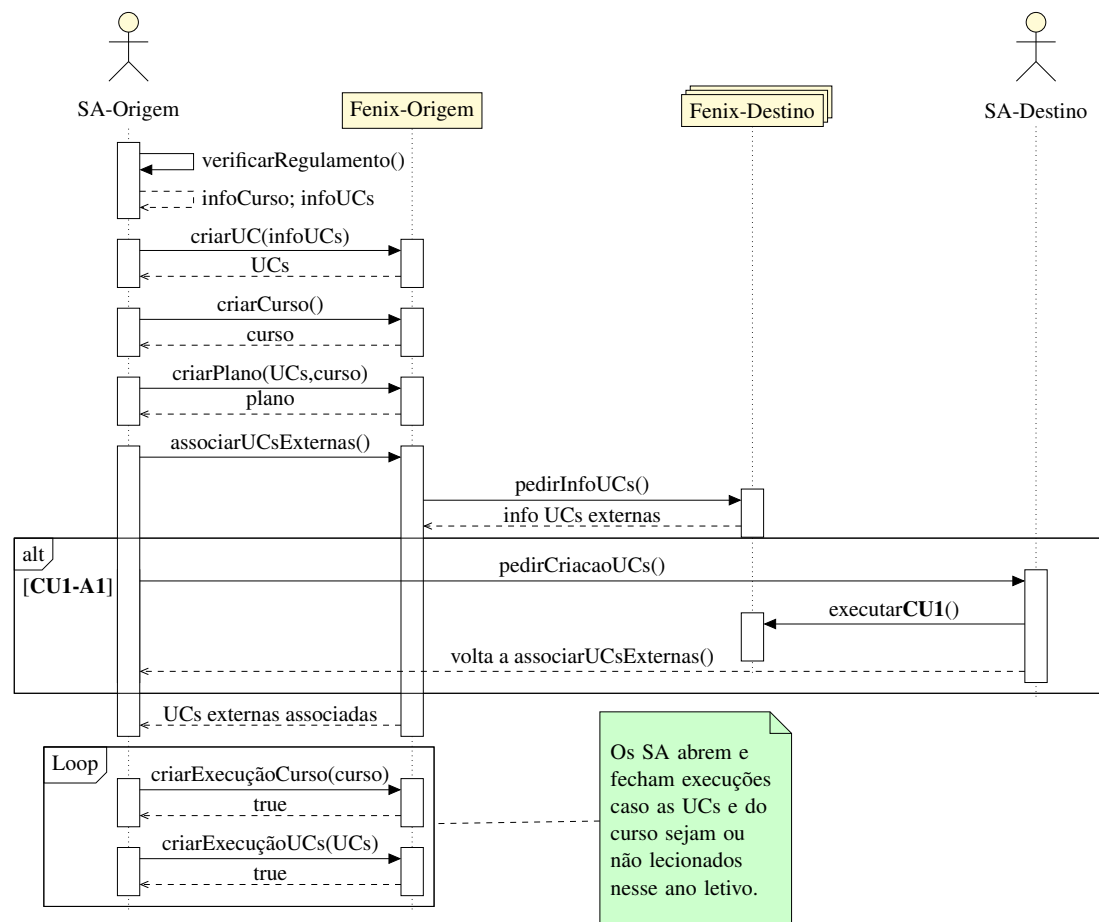 SA-Origem
Fenix-Origem
Fenix-Destino
SA-Destino
verificarRegulamento()
infoCurso; infoUCs
criarUC(infoUCs)
UCs
criarCurso()
curso
criarPlano(UCs,curso)
plano
associarUCsExternas()
pedirInfoUCs()
info UCs externas
alt
[CU1-A1]
pedirCriacaoUCs()
executarCU1()
volta a associarUCsExternas()
UCs externas associadas
Loop
criarExecuçãoCurso(curso)
true
criarExecuçãoUCs(UCs)
true
Os SA abrem e
fecham execuções
caso as UCs e do
curso sejam ou
não lecionados
nesse ano letivo.